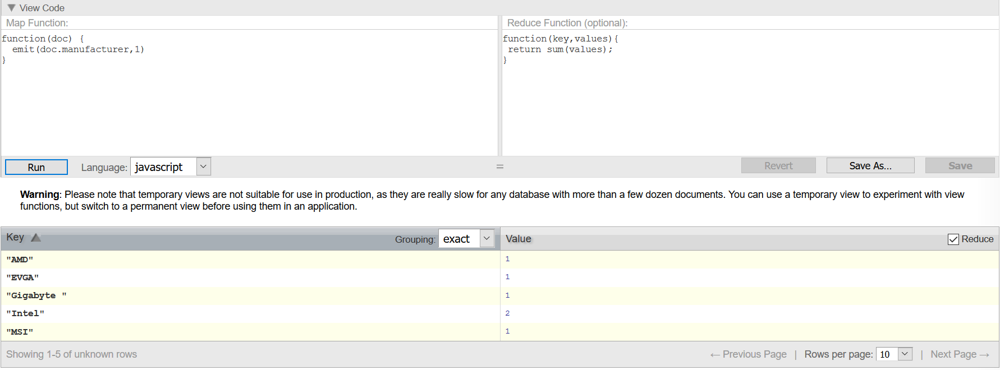 View Code
Map Function:
function(doc) {
  emit(doc.manufacturer,1)
}
Reduce Function (optional):
function(key,values){
 return sum(values);
}
Run Language: javascript = Revert Save As... Save
Warning: Please note that temporary views are not suitable for use in production, as they are really slow for any database with more than a few dozen documents. You can use a temporary view to experiment with view
functions, but switch to a permanent view before using them in an application.
Key Grouping: exact Value Reduce
"AMD" 1
"EVGA" 1
"Gigabyte " 1
"Intel" 2
"MSI" 1
Showing 1-5 of unknown rows ← Previous Page | Rows per page: 10 | Next Page →